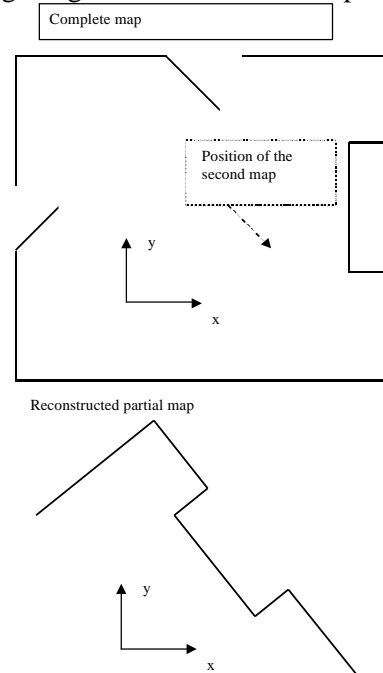 Complete map
Position of the
second map
y
x
Reconstructed partial map
y
x